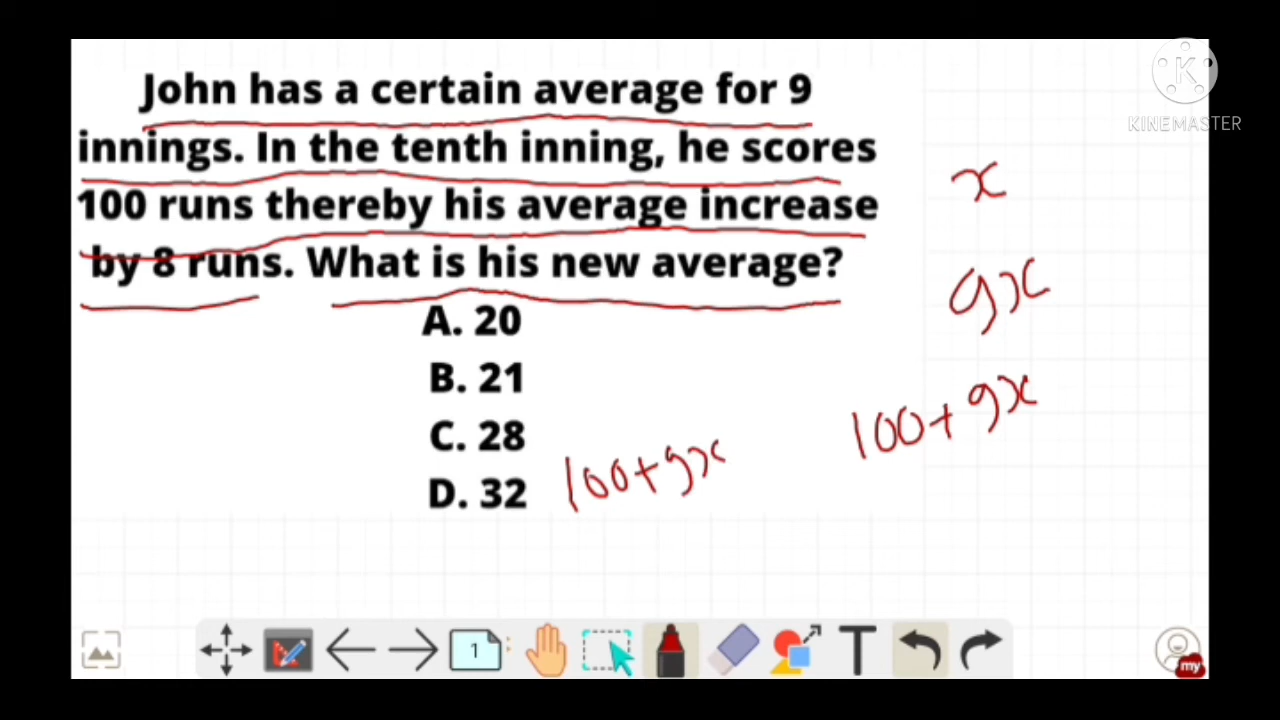 John has a certain average for 9
innings. In the tenth inning, he scores
100 runs thereby his average increase
by 8 runs. What is his new average?
A. 20
B. 21
C. 28
D. 32
100+9x
x
9x
100+9x
K
KINEMASTER
1
T
my